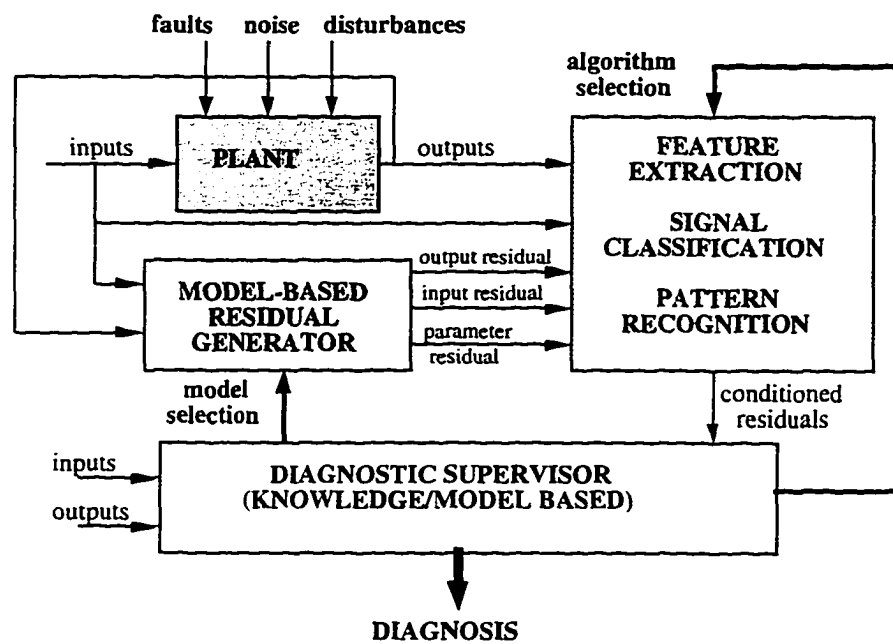 faults noise disturbances
algorithm
selection
inputs
PLANT
outputs
FEATURE
EXTRACTION
SIGNAL
CLASSIFICATION
PATTERN
RECOGNITION
MODEL-BASED
RESIDUAL
GENERATOR
output residual
input residual
parameter
residual
model
selection
conditioned
residuals
inputs
outputs
DIAGNOSTIC SUPERVISOR
(KNOWLEDGE/MODEL BASED)
DIAGNOSIS